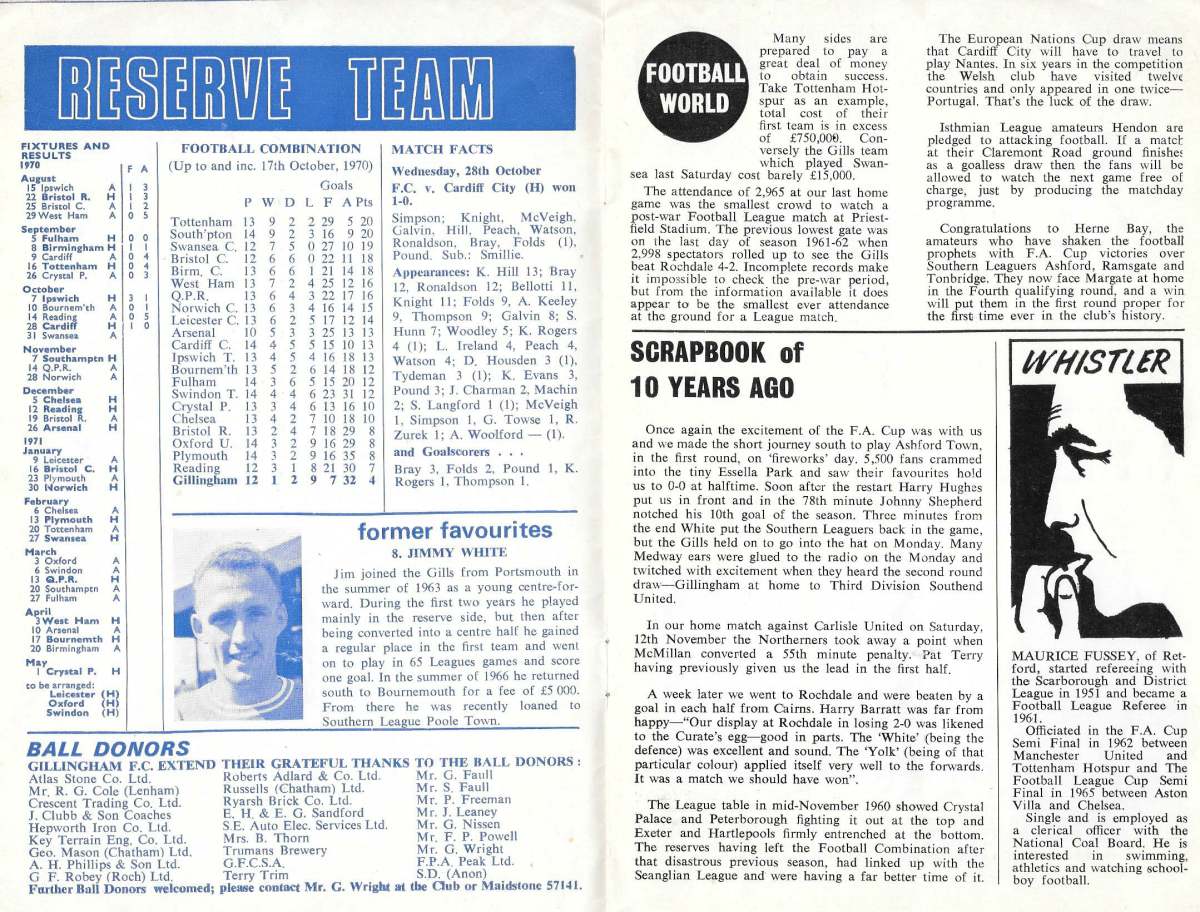 RESERVE TEAM
FIXTURES AND
RESULTS
1970
F A
August
15 Ipswich A 1 3
22 Bristol R. H 1 3
25 Bristol C. A 1 2
29 West Ham A 0 5
September
5 Fulham H 0 0
8 Birmingham H 1 1
9 Cardiff A 0 4
16 Tottenham H 0 4
26 Crystal P. A 0 3
October
7 Ipswich H 3 1
10 Bournem'th A 0 1
14 Reading A 0 5
28 Cardiff H 1 0
31 Swansea A
November
7 Southamptn H
14 Q.P.R. A
28 Norwich A
December
5 Chelsea H
12 Reading H
19 Bristol R. A
26 Arsenal H
1971
January
9 Leicester A
16 Bristol C. H
23 Plymouth A
30 Norwich H
February
6 Chelsea A
13 Plymouth H
20 Tottenham A
27 Swansea H
March
3 Oxford A
6 Swindon A
13 Q.P.R. H
20 Southamptn A
27 Fulham A
April
3 West Ham H
10 Arsenal A
17 Bournemth H
20 Birmingham A
May
1 Crystal P. H
to be arranged:
Leicester (H)
Oxford (H)
Swindon (H)
FOOTBALL COMBINATION
(Up to and inc. 17th October, 1970)
Goals
P W D L F A Pts
Tottenham 13 9 2 2 29 5 20
South'pton 14 9 2 3 16 9 20
Swansea C. 12 7 5 0 27 10 19
Bristol C. 12 6 6 0 22 11 18
Birm, C. 13 6 6 1 21 14 18
West Ham 13 7 2 4 25 12 16
Q.P.R. 13 6 4 3 22 17 16
Norwich C. 13 6 3 4 16 14 15
Leicester C. 13 6 2 5 17 12 14
Arsenal 10 5 3 3 25 13 13
Cardiff C. 14 4 5 5 15 10 13
Ipswich T. 13 4 5 4 16 18 13
Bournem'th 13 5 2 6 14 18 12
Fulham 14 3 6 5 15 20 12
Swindon T. 14 4 4 6 23 31 12
Crystal P. 13 3 4 6 13 16 10
Chelsea 13 4 2 7 10 18 10
Bristol R. 13 2 4 7 18 29 8
Oxford U. 14 3 2 9 16 29 8
Plymouth 14 3 2 9 16 35 8
Reading 12 3 1 8 21 30 7
Gillingham 12 1 2 9 7 32 4
MATCH FACTS
Wednesday, 28th October
F.C. v. Cardiff City (H) won
1-0.
Simpson; Knight, McVeigh,
Galvin, Hill, Peach, Watson,
Ronaldson, Bray, Folds (1),
Pound. Sub.: Smillie.
Appearances: K. Hill 13; Bray
12, Ronaldson 12; Bellotti 11,
Knight 11; Folds 9, A. Keeley
9, Thompson 9; Galvin 8; S.
Hunn 7; Woodley 5; K. Rogers
4 (1); L. Ireland 4, Peach 4,
Watson 4; D. Housden 3 (1),
Tydeman 3 (1); K. Evans 3,
Pound 3; J. Charman 2, Machin
2; S. Langford 1 (1); McVeigh
1, Simpson 1, G. Towse 1, R.
Zurek 1; A. Woolford — (1).
and Goalscorers . . .
Bray 3, Folds 2, Pound 1, K.
Rogers 1, Thompson 1.
former favourites
8. JIMMY WHITE
Jim joined the Gills from Portsmouth in
the summer of 1963 as a young centre-for-
ward. During the first two years he played
mainly in the reserve side, but then after
being converted into a centre half he gained
a regular place in the first team and went
on to play in 65 Leagues games and score
one goal. In the summer of 1966 he returned
south to Bournemouth for a fee of £5 000.
From there he was recently loaned to
Southern League Poole Town.
BALL DONORS
GILLINGHAM F.C. EXTEND THEIR GRATEFUL THANKS TO THE BALL DONORS :
Atlas Stone Co. Ltd.
Mr. R. G. Cole (Lenham)
Crescent Trading Co. Ltd.
J. Clubb & Son Coaches
Hepworth Iron Co. Ltd.
Key Terrain Eng. Co. Ltd.
Geo. Mason (Chatham) Ltd.
A. H. Phillips & Son Ltd.
G F. Robey (Roch) Ltd.
Roberts Adlard & Co. Ltd.
Russells (Chatham) Ltd.
Ryarsh Brick Co. Ltd.
E. H. & E. G. Sandford
S.E. Auto Elec. Services Ltd.
Mrs. B. Thorn
Trumans Brewery
G.F.C.S.A.
Terry Trim
Mr. G. Faull
Mr. S. Faull
Mr. P. Freeman
Mr. J. Leaney
Mr. G. Nissen
Mr. F. P. Powell
Mr. G. Wright
F.P.A. Peak Ltd.
S.D. (Anon)
Further Ball Donors welcomed; please contact Mr. G. Wright at the Club or Maidstone 57141.
FOOTBALL
WORLD
Many sides are
prepared to pay a
great deal of money
to obtain success.
Take Tottenham Hot-
spur as an example,
total cost of their
first team is in excess
of £750,000. Con-
versely the Gills team
which played Swan-
sea last Saturday cost barely £15,000.
The attendance of 2,965 at our last home
game was the smallest crowd to watch a
post-war Football League match at Priest-
field Stadium. The previous lowest gate was
on the last day of season 1961-62 when
2,998 spectators rolled up to see the Gills
beat Rochdale 4-2. Incomplete records make
it impossible to check the pre-war period,
but from the information available it does
appear to be the smallest ever attendance
at the ground for a League match.
The European Nations Cup draw means
that Cardiff City will have to travel to
play Nantes. In six years in the competition
the Welsh club have visited twelve
countries and only appeared in one twice—
Portugal. That's the luck of the draw.
Isthmian League amateurs Hendon are
pledged to attacking football. If a match
at their Claremont Road ground finishes
as a goalless draw then the fans will be
allowed to watch the next game free of
charge, just by producing the matchday
programme.
Congratulations to Herne Bay, the
amateurs who have shaken the football
prophets with F.A. Cup victories over
Southern Leaguers Ashford, Ramsgate and
Tonbridge. They now face Margate at home
in the Fourth qualifying round, and a win
will put them in the first round proper for
the first time ever in the club's history.
SCRAPBOOK of
10 YEARS AGO
Once again the excitement of the F.A. Cup was with us
and we made the short journey south to play Ashford Town,
in the first round, on 'fireworks' day. 5,500 fans crammed
into the tiny Essella Park and saw their favourites hold
us to 0-0 at halftime. Soon after the restart Harry Hughes
put us in front and in the 78th minute Johnny Shepherd
notched his 10th goal of the season. Three minutes from
the end White put the Southern Leaguers back in the game,
but the Gills held on to go into the hat on Monday. Many
Medway ears were glued to the radio on the Monday and
twitched with excitement when they heard the second round
draw—Gillingham at home to Third Division Southend
United.
In our home match against Carlisle United on Saturday,
12th November the Northerners took away a point when
McMillan converted a 55th minute penalty. Pat Terry
having previously given us the lead in the first half.
A week later we went to Rochdale and were beaten by a
goal in each half from Cairns. Harry Barratt was far from
happy—"Our display at Rochdale in losing 2-0 was likened
to the Curate's egg—good in parts. The 'White' (being the
defence) was excellent and sound. The 'Yolk' (being of that
particular colour) applied itself very well to the forwards.
It was a match we should have won".
The League table in mid-November 1960 showed Crystal
Palace and Peterborough fighting it out at the top and
Exeter and Hartlepools firmly entrenched at the bottom.
The reserves having left the Football Combination after
that disastrous previous season, had linked up with the
Seanglian League and were having a far better time of it.
WHISTLER
MAURICE FUSSEY, of Ret-
ford, started refereeing with
the Scarborough and District
League in 1951 and became a
Football League Referee in
1961.
Officiated in the F.A. Cup
Semi Final in 1962 between
Manchester United and
Tottenham Hotspur and The
Football League Cup Semi
Final in 1965 between Aston
Villa and Chelsea.
Single and is employed as
a clerical officer with the
National Coal Board. He is
interested in swimming,
athletics and watching school-
boy football.